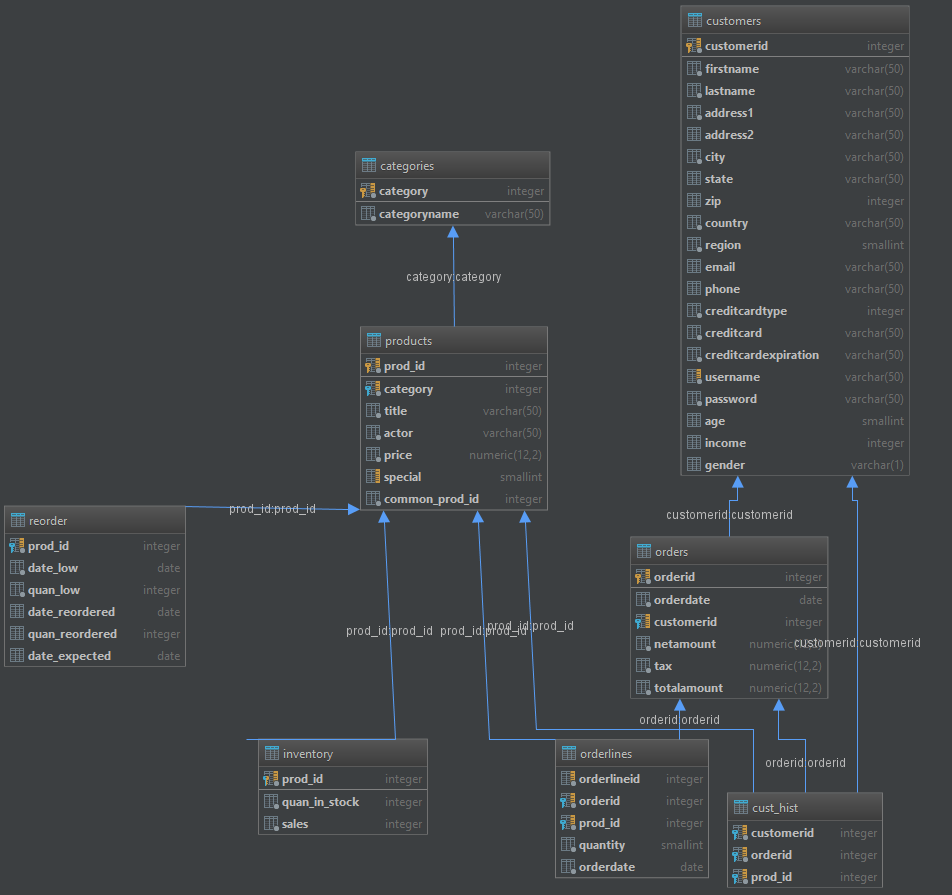 customers
customerid integer
firstname varchar(50)
lastname varchar(50)
address1 varchar(50)
address2 varchar(50)
city varchar(50)
state varchar(50)
zip integer
country varchar(50)
region smallint
email varchar(50)
phone varchar(50)
creditcardtype integer
creditcard varchar(50)
creditcardexpiration varchar(50)
username varchar(50)
password varchar(50)
age smallint
income integer
gender varchar(1)
categories
category integer
categoryname varchar(50)
category:category
products
prod_id integer
category integer
title varchar(50)
actor varchar(50)
price numeric(12,2)
special smallint
common_prod_id integer
prod_id:prod_id
reorder
prod_id integer
date_low date
quan_low integer
date_reordered date
quan_reordered integer
date_expected date
customerid:customerid
orders
orderid integer
orderdate date
customerid integer
netamount numeric(12,2)
tax numeric(12,2)
totalamount numeric(12,2)
customerid:customerid
prod_id:prod_id
prod_id:prod_id
prod_id:prod_id
orderid:orderid
orderid:orderid
inventory
prod_id integer
quan_in_stock integer
sales integer
orderlines
orderlineid integer
orderid integer
prod_id integer
quantity smallint
orderdate date
cust_hist
customerid integer
orderid integer
prod_id integer